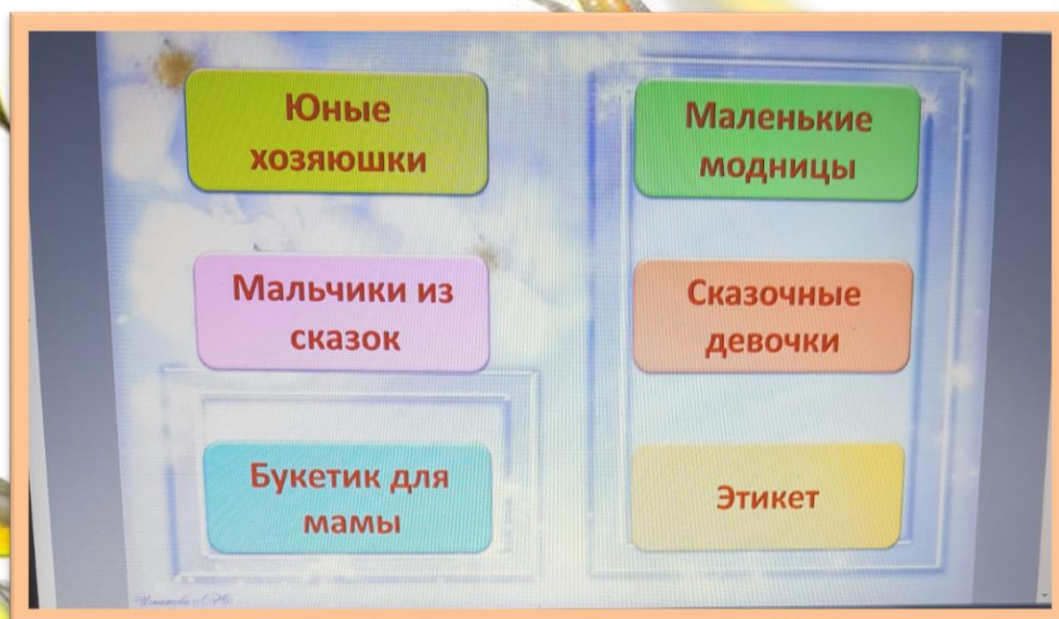 Юные
хозяюшки
Маленькие
модницы
Мальчики из
сказок
Сказочные
девочки
Букетик для
мамы
Этикет